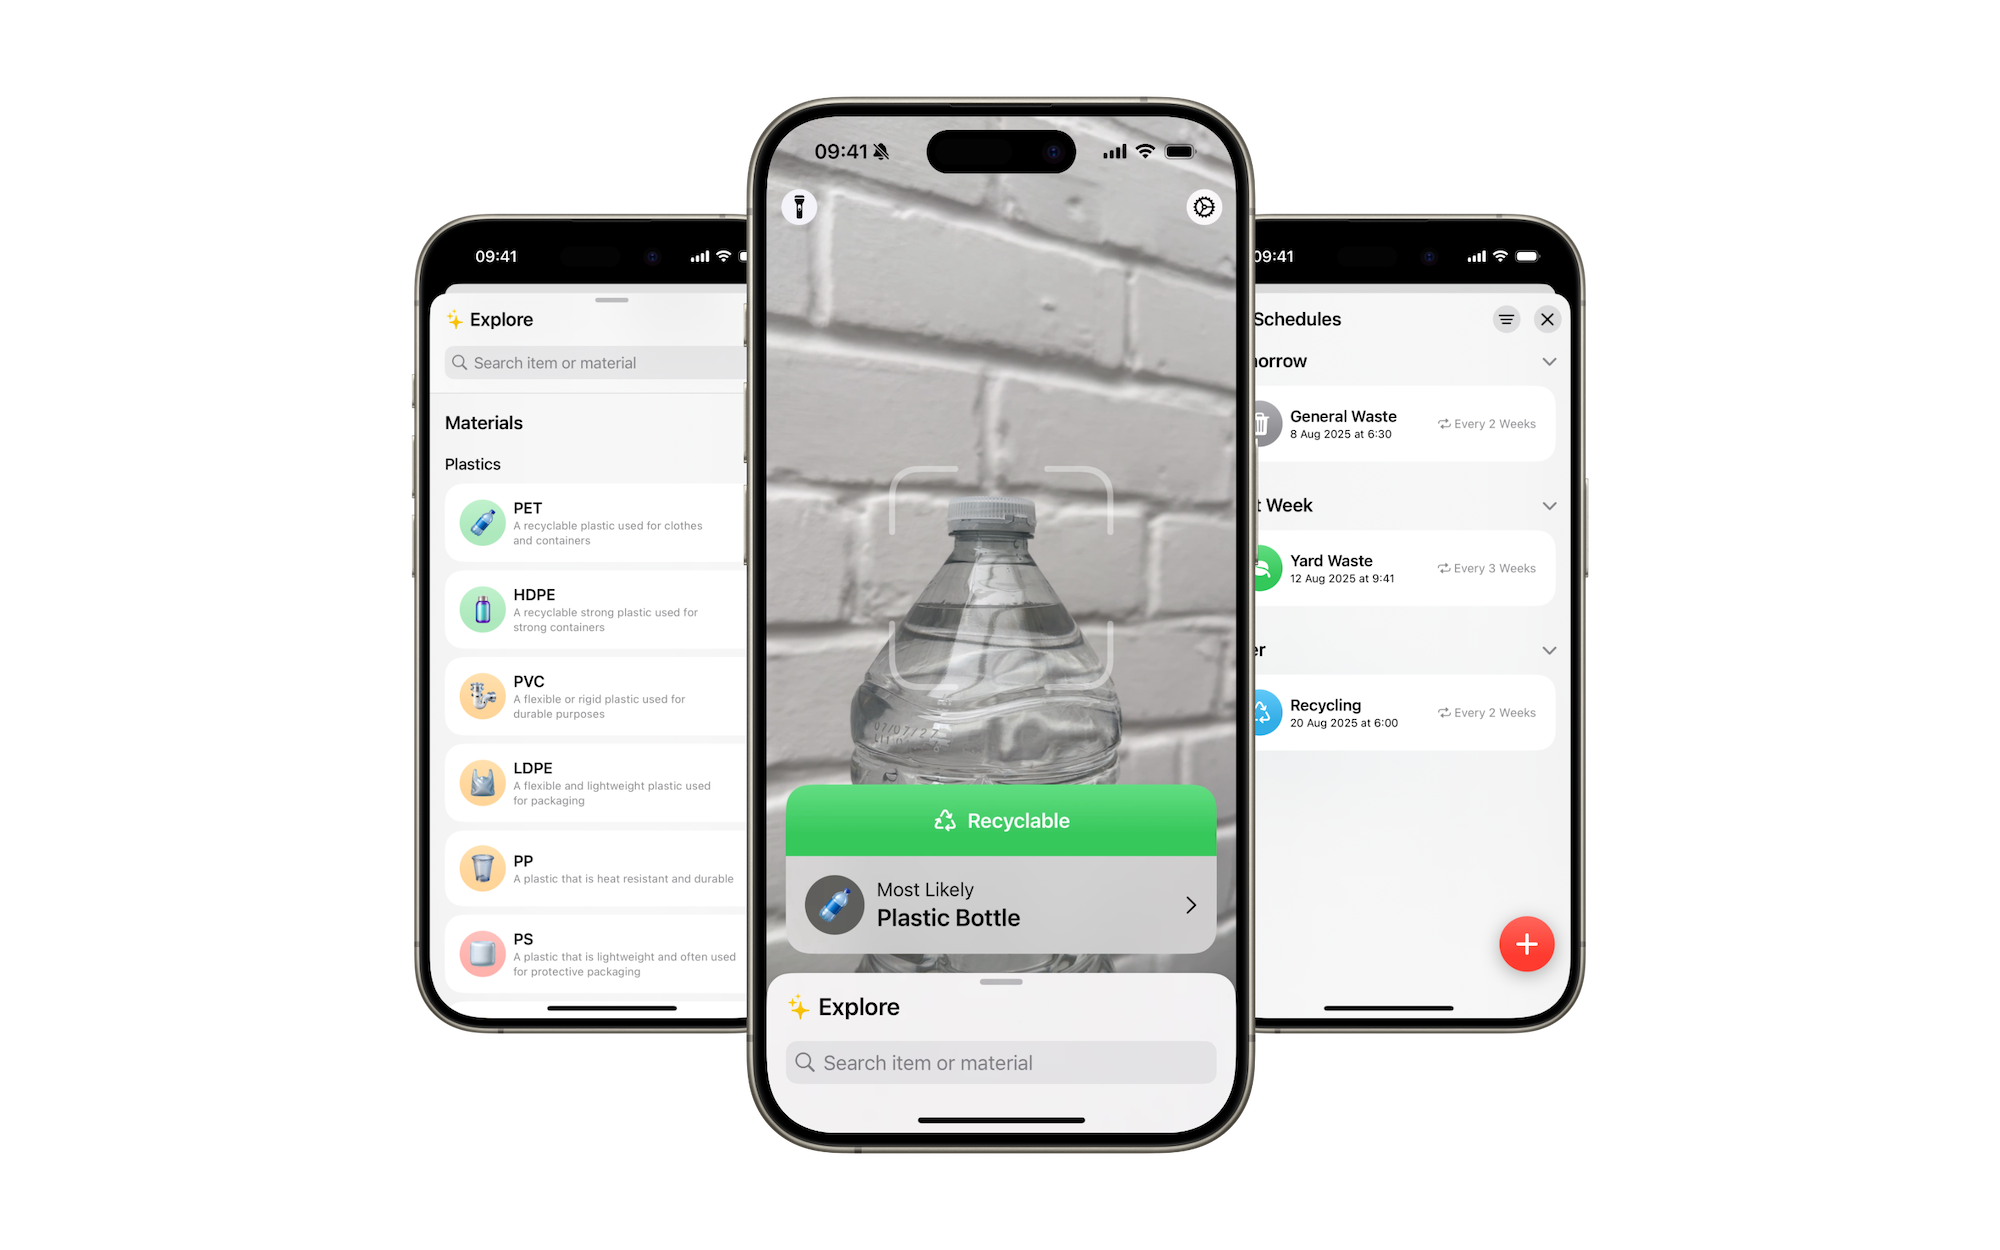 09:41
Explore
Search item or material
Materials
Plastics
PET
A recyclable plastic used for clothes
and containers
HDPE
A recyclable strong plastic used for
strong containers
PVC
A flexible or rigid plastic used for
durable purposes
LDPE
A flexible and lightweight plastic used
for packaging
PP
A plastic that is heat resistant and durable
PS
A plastic that is lightweight and often used
for protective packaging
09:41
07/07/27
Recyclable
Most Likely
Plastic Bottle
Explore
Search item or material
09:41
Schedules
orrow
General Waste
8 Aug 2025 at 6:30
Every 2 Weeks
t Week
Yard Waste
12 Aug 2025 at 9:41
Every 3 Weeks
er
Recycling
20 Aug 2025 at 6:00
Every 2 Weeks